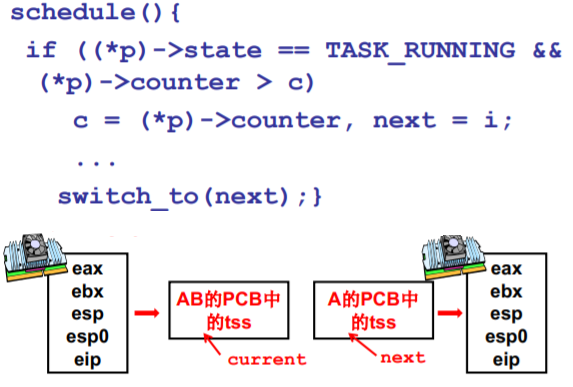 schedule(){
if ((*p)->state == TASK_RUNNING &&
(*p)->counter > c)
c = (*p)->counter, next = i;
...
switch_to(next);}
eax
ebx
esp
esp0
eip
AB的PCB中
的tss
current
A的PCB中
的tss
next
eax
ebx
esp
esp0
eip